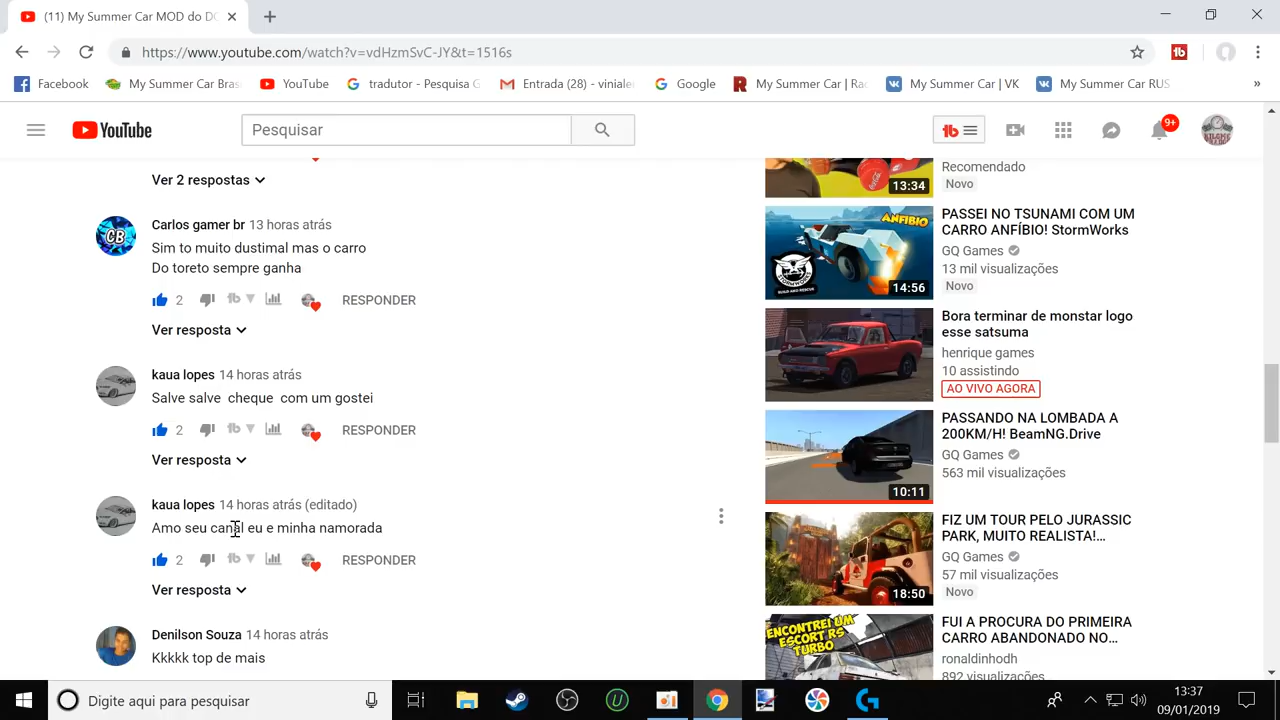 (11) My Summer Car MOD do DO
https://www.youtube.com/watch?v=vdHzmSvC-JY&t=1516s
Facebook
My Summer Car Bras
YouTube
tradutor - Pesquisa G
Entrada (28) - vinialer
Google
My Summer Car | Rac
My Summer Car | VK
My Summer Car RUS
»
YouTube
Pesquisar
9+
Ver 2 respostas
Carlos gamer br 13 horas atrás
Sim to muito dustimal mas o carro
Do toreto sempre ganha
2 RESPONDER
Ver resposta
kaua lopes 14 horas atrás
Salve salve cheque com um gostei
2 RESPONDER
Ver resposta
kaua lopes 14 horas atrás (editado)
Amo seu canal eu e minha namorada
2 RESPONDER
Ver resposta
Denilson Souza 14 horas atrás
Kkkkk top de mais
13:34
Recomendado
Novo
ANFIBIO
14:56
PASSEI NO TSUNAMI COM UM
CARRO ANFÍBIO! StormWorks
GQ Games
13 mil visualizações
Novo
Bora terminar de monstar logo
esse satsuma
henrique games
10 assistindo
AO VIVO AGORA
10:11
PASSANDO NA LOMBADA A
200KM/H! BeamNG.Drive
GQ Games
563 mil visualizações
18:50
FIZ UM TOUR PELO JURASSIC
PARK, MUITO REALISTA!...
GQ Games
57 mil visualizações
Novo
ENCONTREI UM
ESCORT RS
TURBO
FUI A PROCURA DO PRIMEIRA
CARRO ABANDONADO NO...
ronaldinhodh
892 visualizações
Digite aqui para pesquisar
13:37
09/01/2019